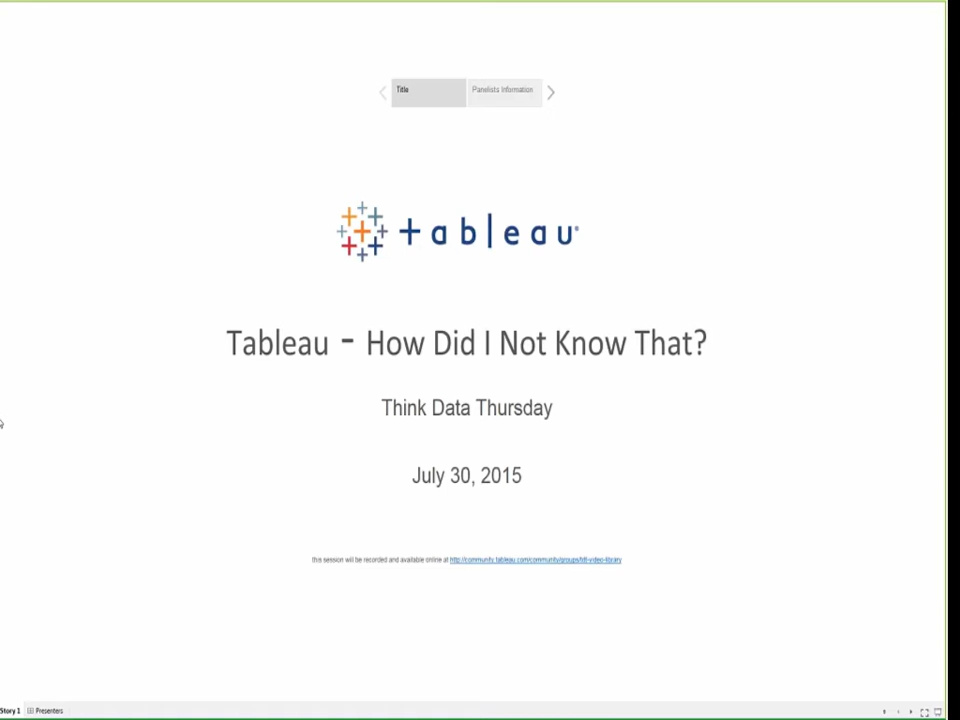 Title
Panelists Information
+ a b l e a u
Tableau - How Did I Not Know That?
Think Data Thursday
July 30, 2015
this session will be recorded and available online at http://community.tableau.com/community/groups/tdt-video-library
Story 1
Presenters